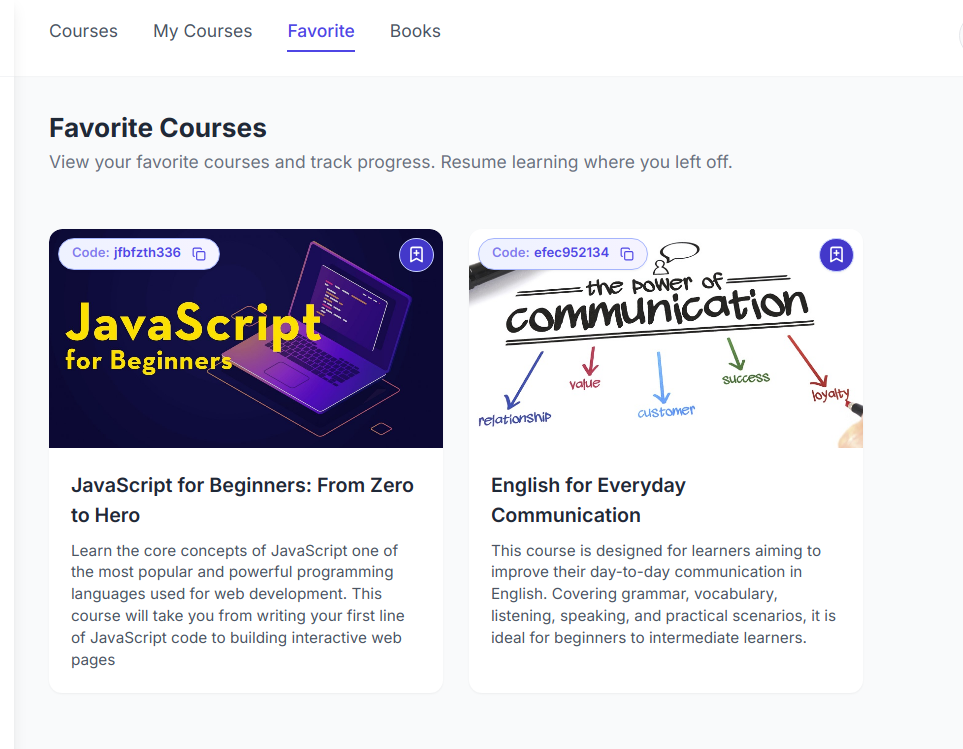 Courses My Courses Favorite Books
Favorite Courses
View your favorite courses and track progress. Resume learning where you left off.
Code: jfbfzth336
JavaScript
for Beginners
JavaScript for Beginners: From Zero
to Hero
Learn the core concepts of JavaScript one of
the most popular and powerful programming
languages used for web development. This
course will take you from writing your first line
of JavaScript code to building interactive web
pages
Code: efec952134
the power of
communication
relationship
value
customer
success
loyalty
English for Everyday
Communication
This course is designed for learners aiming to
improve their day-to-day communication in
English. Covering grammar, vocabulary,
listening, speaking, and practical scenarios, it is
ideal for beginners to intermediate learners.